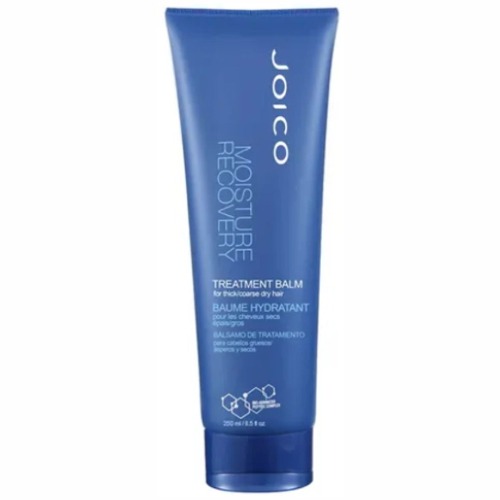 JOICO
MOISTURE
RECOVERY
TREATMENT BALM
for thick/coarse dry hair
BAUME HYDRATANT
pour les cheveux secs
épais/gros
BALSAMO DE TRATAMIENTO
para cabellos gruesos/
ásperos y secos
250 ml / 8.5 fl oz